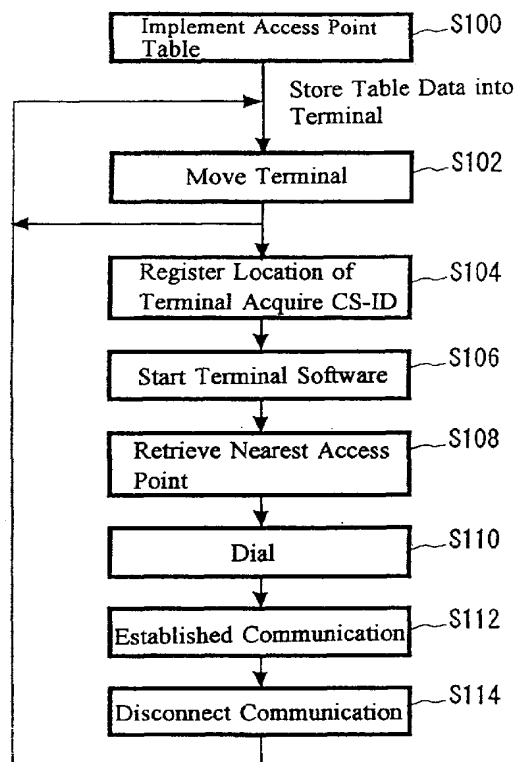 Implement Access Point
Table
S100
Store Table Data into
Terminal
Move Terminal
S102
Register Location of
Terminal Acquire CS-ID
S104
Start Terminal Software
S106
Retrieve Nearest Access
Point
S108
Dial
S110
Established Communication
S112
Disconnect Communication
S114